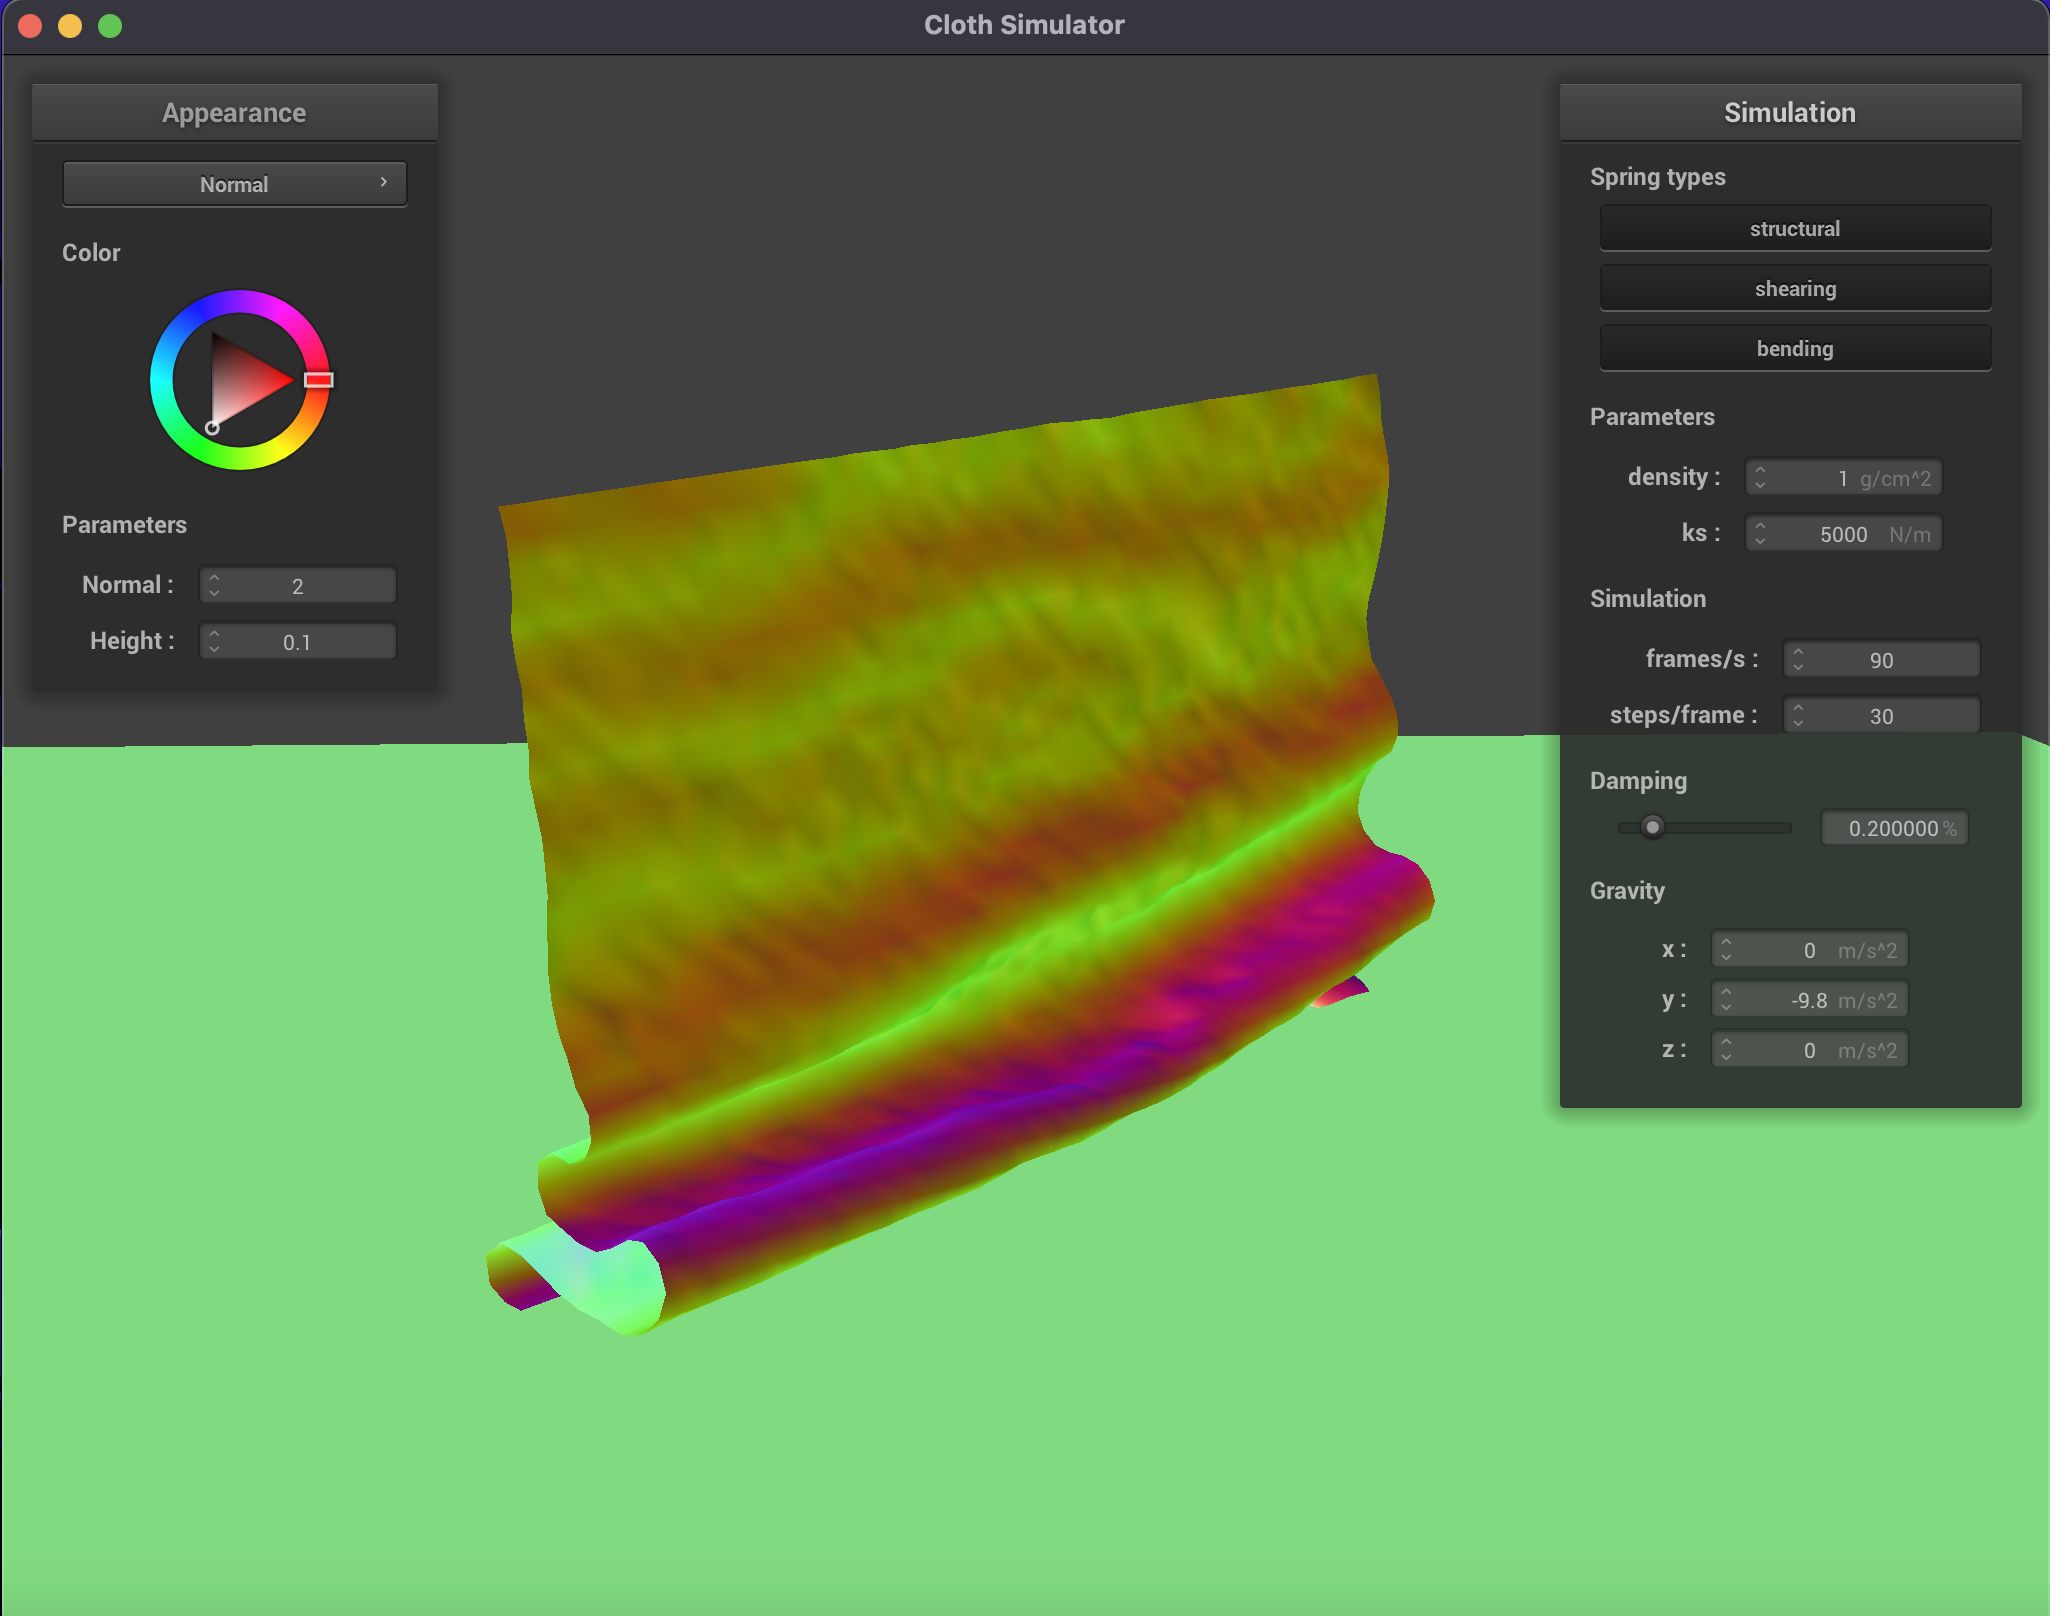 Cloth Simulator
Appearance
Normal
Color
Parameters
Normal : 2
Height : 0.1
Simulation
Spring types
structural
shearing
bending
Parameters
density : 1 g/cm^2
ks : 5000 N/m
Simulation
frames/s : 90
steps/frame : 30
Damping
0.200000 %
Gravity
x : 0 m/s^2
y : -9.8 m/s^2
z : 0 m/s^2